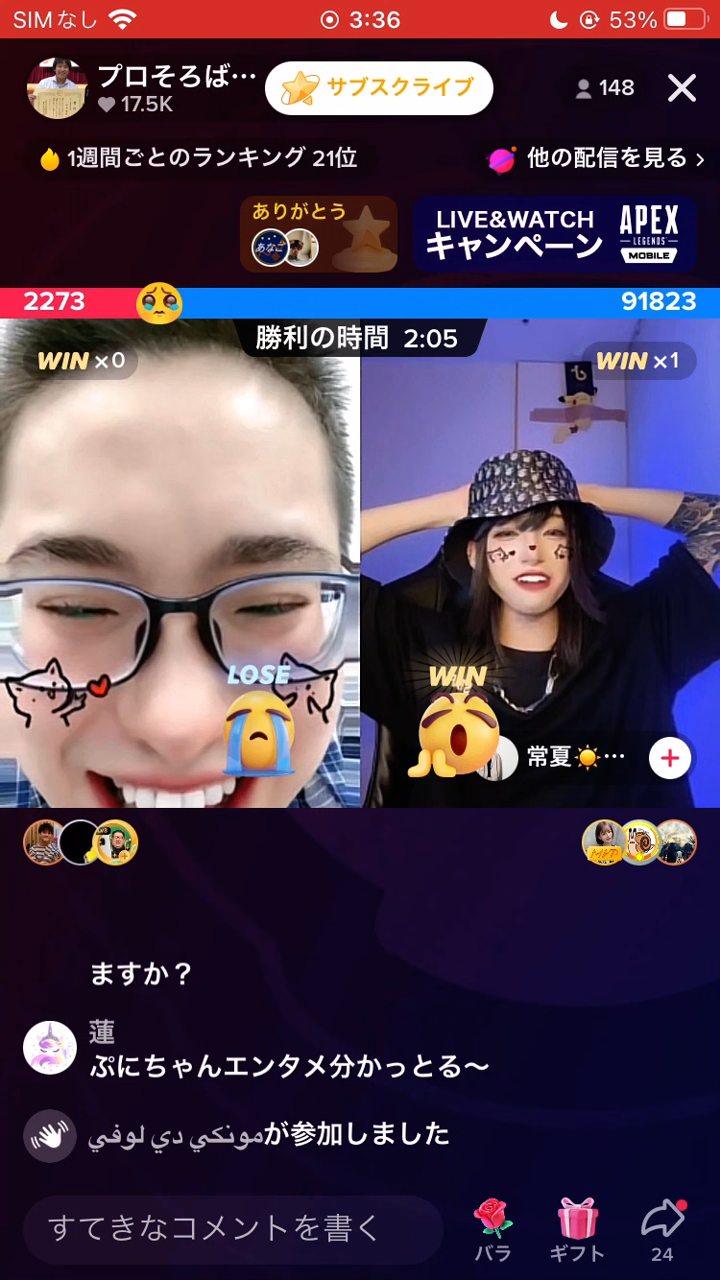 SIMなし
3:36
53%
プロそろば…
17.5K
サブスクライブ
148
1週間ごとのランキング 21位
他の配信を見る
ありがとう
あなご
LIVE&WATCH
キャンペーン
APEX
LEGENDS
MOBILE
2273
91823
勝利の時間 2:05
WIN ×0
WIN ×1
LOSE
WIN
常夏☀️…
ますか？
蓮
ぷにちゃんエンタメ分かっとる〜
مونكي دي لوفيが参加しました
すてきなコメントを書く
バラ
ギフト
24